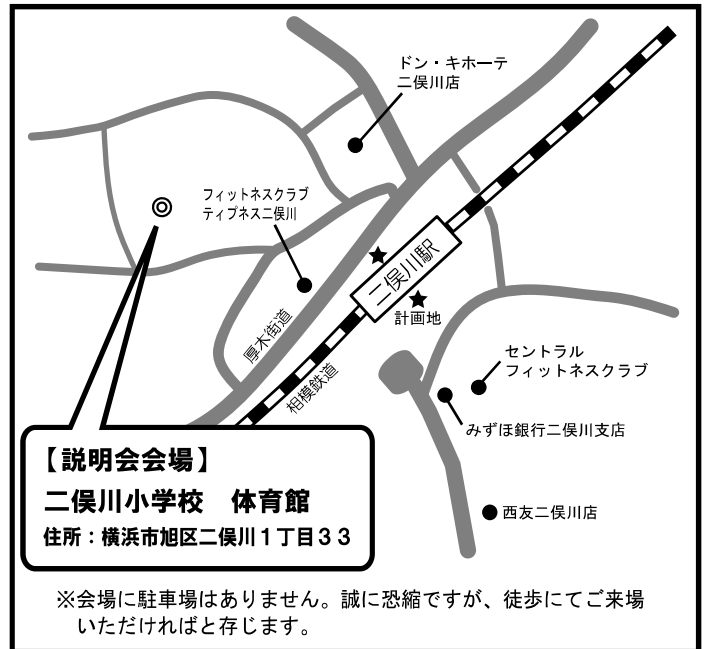 ドン・キホーテ
二俣川店
フィットネスクラブ
ティプネス二俣川
二俣川駅
計画地
厚木街道
相模鉄道
セントラル
フィットネスクラブ
みずほ銀行二俣川支店
西友二俣川店
【説明会会場】
二俣川小学校　体育館
住所：横浜市旭区二俣川１丁目３３
※会場に駐車場はありません。誠に恐縮ですが、徒歩にてご来場
いただければと存じます。